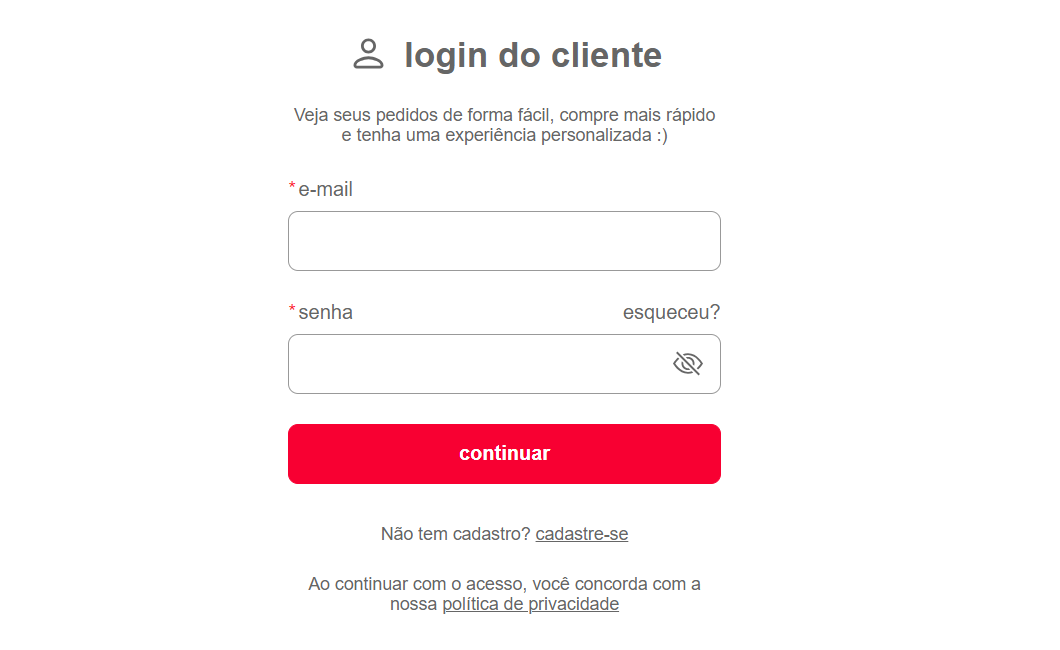 login do cliente
Veja seus pedidos de forma fácil, compre mais rápido
e tenha uma experiência personalizada :)
*e-mail
*senha esqueceu?
continuar
Não tem cadastro? cadastre-se
Ao continuar com o acesso, você concorda com a
nossa política de privacidade